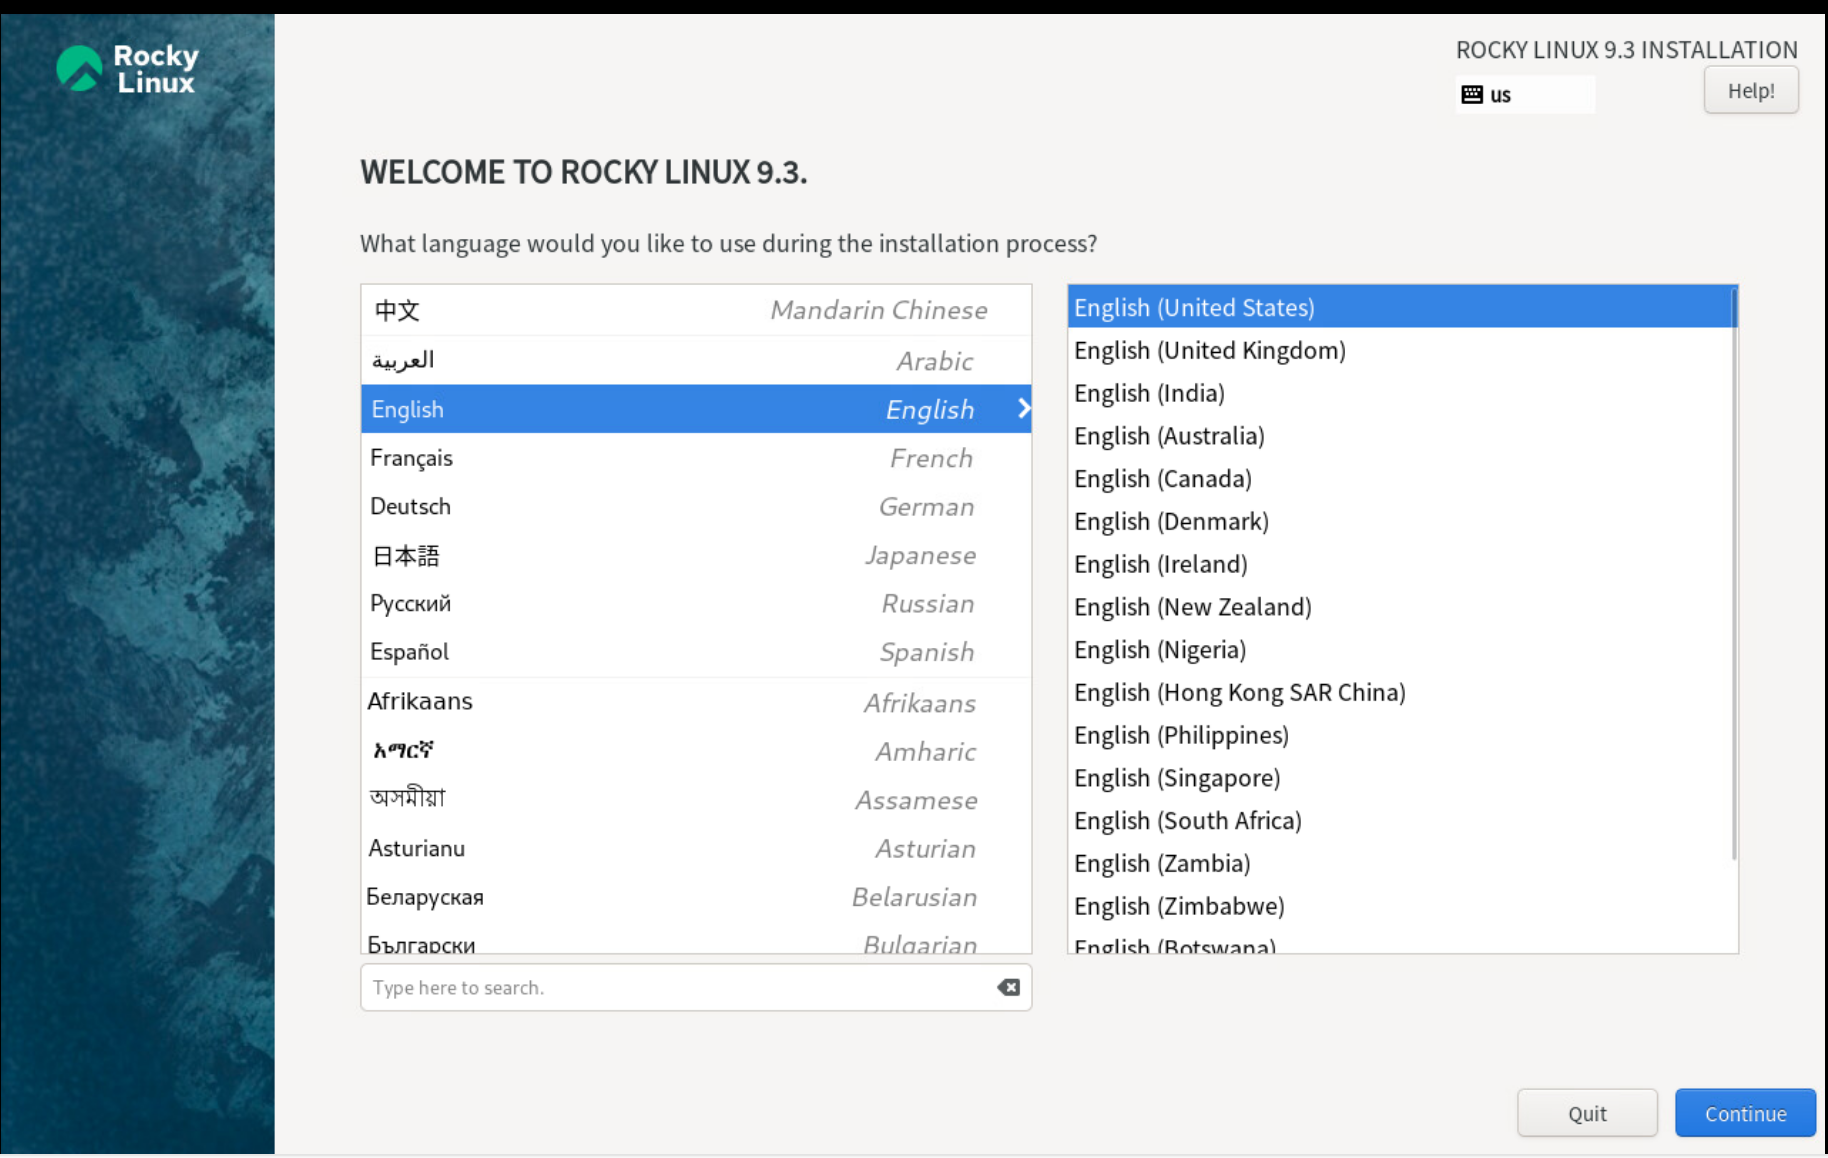 Rocky
Linux
ROCKY LINUX 9.3 INSTALLATION
us
Help!
WELCOME TO ROCKY LINUX 9.3.
What language would you like to use during the installation process?
中文 Mandarin Chinese
العربية Arabic
English English
Français French
Deutsch German
日本語 Japanese
Русский Russian
Español Spanish
Afrikaans Afrikaans
አማርኛ Amharic
অসমীয়া Assamese
Asturianu Asturian
Беларуская Belarusian
Български Bulgarian
Type here to search.
English (United States)
English (United Kingdom)
English (India)
English (Australia)
English (Canada)
English (Denmark)
English (Ireland)
English (New Zealand)
English (Nigeria)
English (Hong Kong SAR China)
English (Philippines)
English (Singapore)
English (South Africa)
English (Zambia)
English (Zimbabwe)
English (Botswana)
Quit
Continue